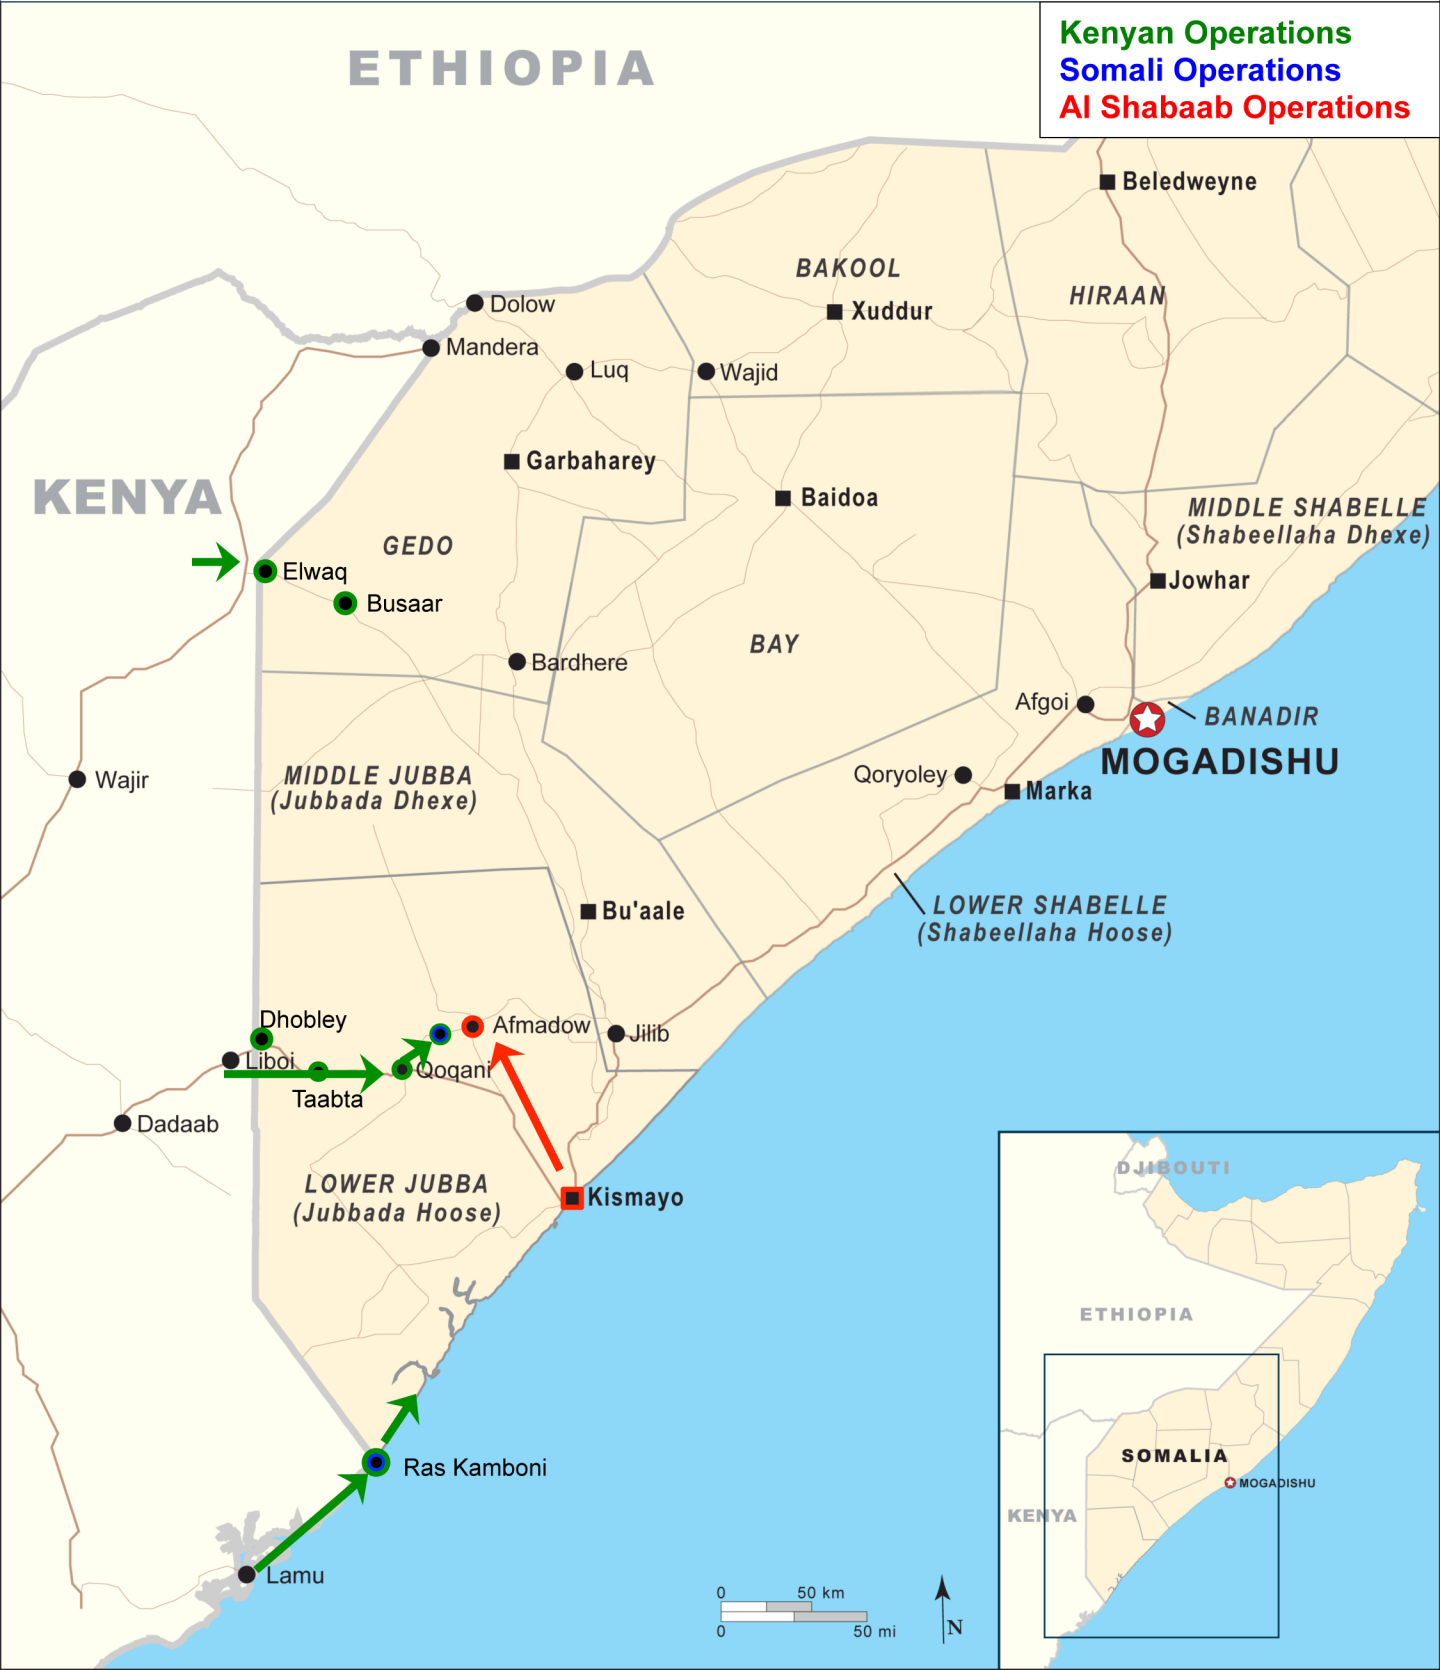 Kenyan Operations
Somali Operations
Al Shabaab Operations
ETHIOPIA
Beledweyne
BAKOOL
HIRAAN
Xuddur
Dolow
Mandera
Luq
Wajid
Garbaharey
KENYA
Baidoa
MIDDLE SHABELLE
(Shabeellaha Dhexe)
GEDO
Elwaq
Busaar
Jowhar
BAY
Bardhere
Afgoi
BANADIR
MOGADISHU
Wajir
MIDDLE JUBBA
(Jubbada Dhexe)
Qoryoley
Marka
Bu'aale
LOWER SHABELLE
(Shabeellaha Hoose)
Dhobley
Afmadow
Jilib
Liboi
Qoqani
Taabta
Dadaab
LOWER JUBBA
(Jubbada Hoose)
Kismayo
Ras Kamboni
Lamu
0 50 km
0 50 mi
N
DJIBOUTI
ETHIOPIA
SOMALIA
MOGADISHU
KENYA